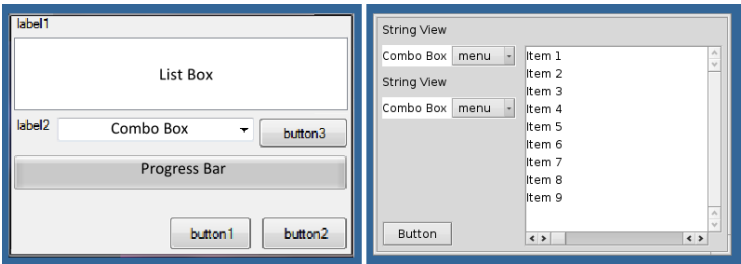 label1
List Box
label2 Combo Box button3
Progress Bar
button1 button2
String View
Combo Box menu
String View
Combo Box menu
Button
Item 1
Item 2
Item 3
Item 4
Item 5
Item 6
Item 7
Item 8
Item 9